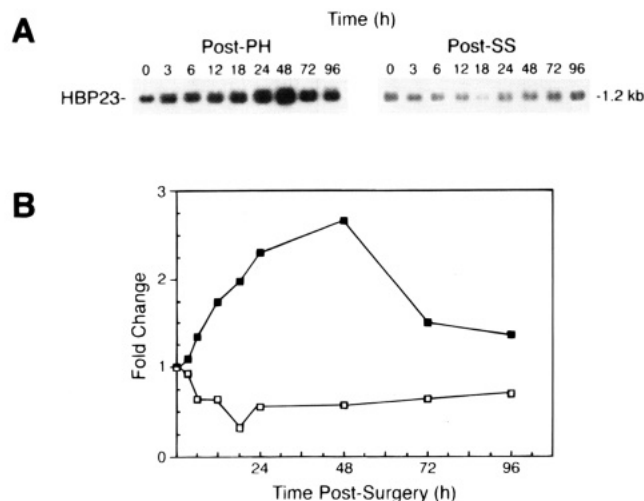 A
Time (h)
Post-PH
Post-SS
0 3 6 12 18 24 48 72 96
0 3 6 12 18 24 48 72 96
HBP23-
-1.2 kb
B
3
2
1
0
Fold Change
24 48 72 96
Time Post-Surgery (h)